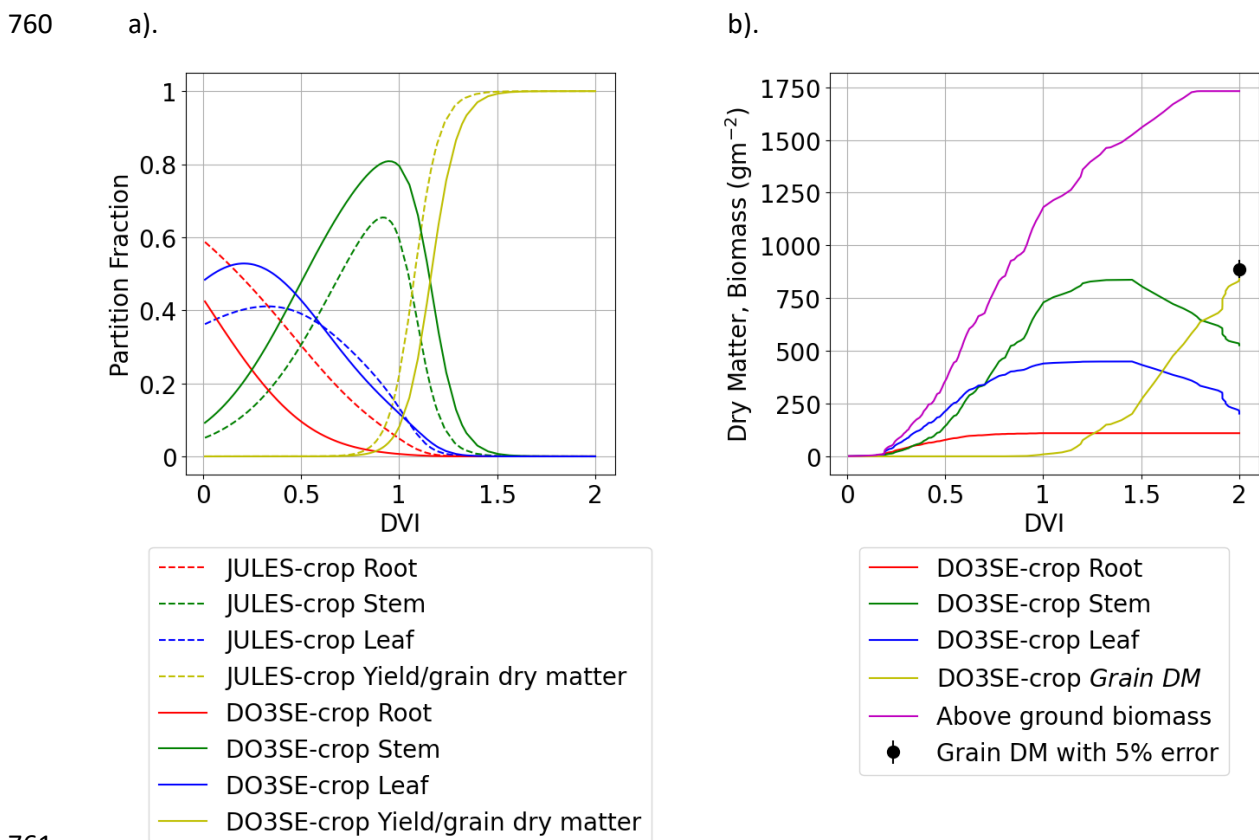 760 a). b).
Partition Fraction
1
0.8
0.6
0.4
0.2
0
0 0.5 1 1.5 2
DVI
JULES-crop Root
JULES-crop Stem
JULES-crop Leaf
JULES-crop Yield/grain dry matter
DO3SE-crop Root
DO3SE-crop Stem
DO3SE-crop Leaf
DO3SE-crop Yield/grain dry matter
Dry Matter, Biomass (gm⁻²)
1750
1500
1250
1000
750
500
250
0
0 0.5 1 1.5 2
DVI
DO3SE-crop Root
DO3SE-crop Stem
DO3SE-crop Leaf
DO3SE-crop Grain DM
Above ground biomass
Grain DM with 5% error